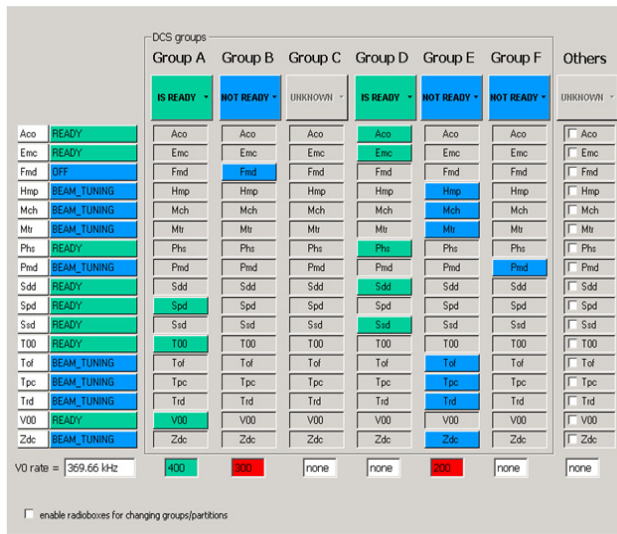 DCS groups
Group A Group B Group C Group D Group E Group F Others
IS READY NOT READY UNKNOWN IS READY NOT READY NOT READY UNKNOWN
Aco READY Aco Aco Aco Aco Aco Aco Aco
Emc READY Emc Emc Emc Emc Emc Emc Emc
Fmd OFF Fmd Fmd Fmd Fmd Fmd Fmd Fmd
Hmp BEAM_TUNING Hmp Hmp Hmp Hmp Hmp Hmp Hmp
Mch BEAM_TUNING Mch Mch Mch Mch Mch Mch Mch
Mtr BEAM_TUNING Mtr Mtr Mtr Mtr Mtr Mtr Mtr
Phs READY Phs Phs Phs Phs Phs Phs Phs
Pmd BEAM_TUNING Pmd Pmd Pmd Pmd Pmd Pmd Pmd
Sdd READY Sdd Sdd Sdd Sdd Sdd Sdd Sdd
Spd READY Spd Spd Spd Spd Spd Spd Spd
Ssd READY Ssd Ssd Ssd Ssd Ssd Ssd Ssd
T00 READY T00 T00 T00 T00 T00 T00 T00
Tof BEAM_TUNING Tof Tof Tof Tof Tof Tof Tof
Tpc BEAM_TUNING Tpc Tpc Tpc Tpc Tpc Tpc Tpc
Trd BEAM_TUNING Trd Trd Trd Trd Trd Trd Trd
V00 READY V00 V00 V00 V00 V00 V00 V00
Zdc BEAM_TUNING Zdc Zdc Zdc Zdc Zdc Zdc Zdc
V0 rate = 369.66 kHz 400 300 none none 200 none none
enable radioboxes for changing groups/partitions